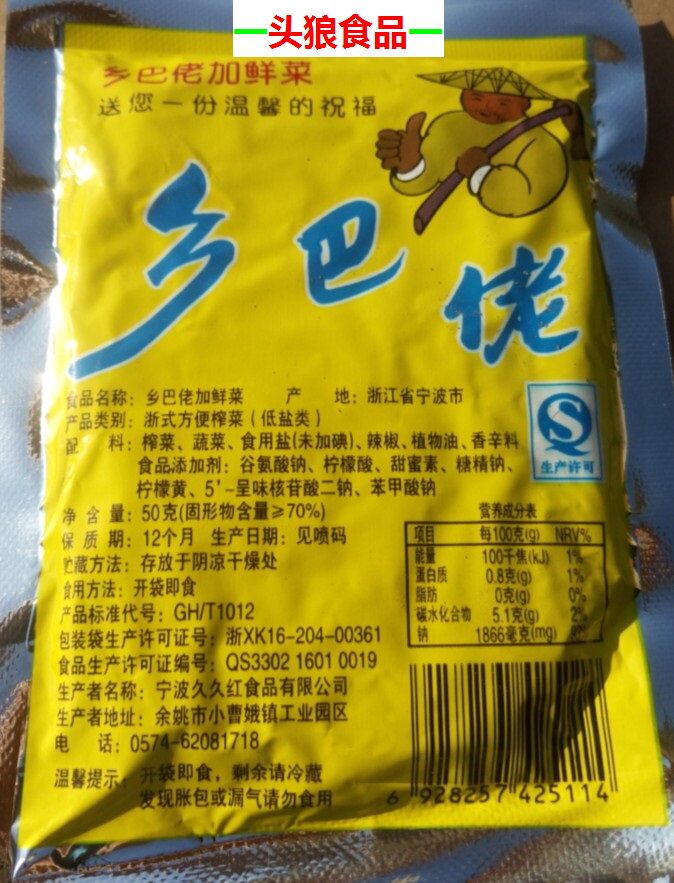 头狼食品
乡巴佬加鲜菜
送您一份温馨的祝福
乡巴佬
食品名称：乡巴佬加鲜菜 产 地：浙江省宁波市
产品类别：浙式方便榨菜（低盐类）
配 料：榨菜、蔬菜、食用盐(未加碘)、辣椒、植物油、香辛料
食品添加剂：谷氨酸钠、柠檬酸、甜蜜素、糖精钠、
柠檬黄、5'-呈味核苷酸二钠、苯甲酸钠
生产许可
净 含 量：50克(固形物含量≥70%)
保 质 期：12个月 生产日期：见喷码
贮藏方法：存放于阴凉干燥处
食用方法：开袋即食
产品标准代号：GH/T1012
包装袋生产许可证号：浙XK16-204-00361
食品生产许可证编号：QS3302 1601 0019
生产者名称：宁波久久红食品有限公司
生产者地址：余姚市小曹娥镇工业园区
电 话：0574-62081718
温馨提示：开袋即食，剩余请冷藏
发现胀包或漏气请勿食用
营养成分表
项目 每100克(g) NRV%
能量 100千焦(kJ) 1%
蛋白质 0.8克(g) 1%
脂肪 0克(g) 0%
碳水化合物 5.1克(g) 2%
钠 1866毫克(mg)
6 928257 425114